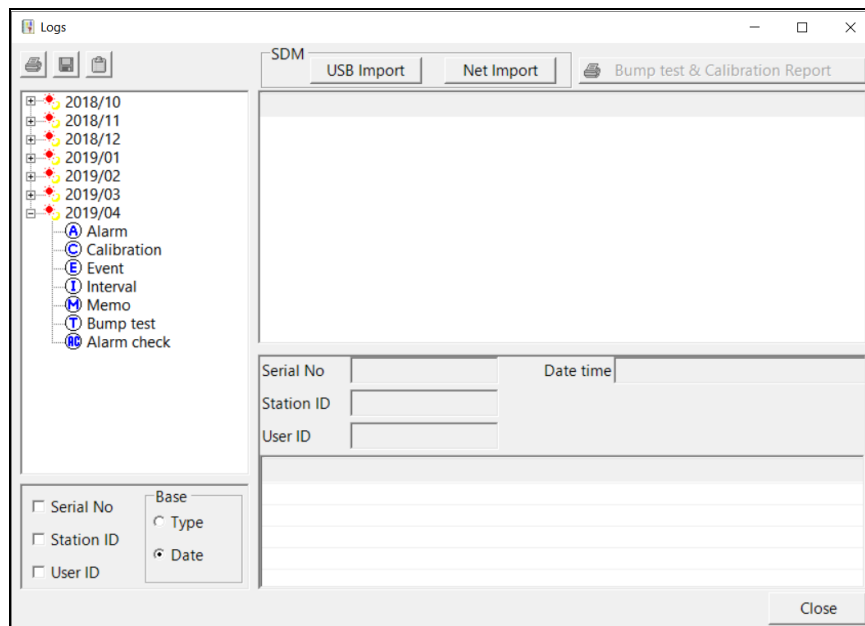 Logs
SDM
USB Import
Net Import
Bump test & Calibration Report
2018/10
2018/11
2018/12
2019/01
2019/02
2019/03
2019/04
A Alarm
C Calibration
E Event
I Interval
M Memo
T Bump test
AC Alarm check
Serial No
Date time
Station ID
User ID
Serial No
Station ID
User ID
Base
Type
Date
Close